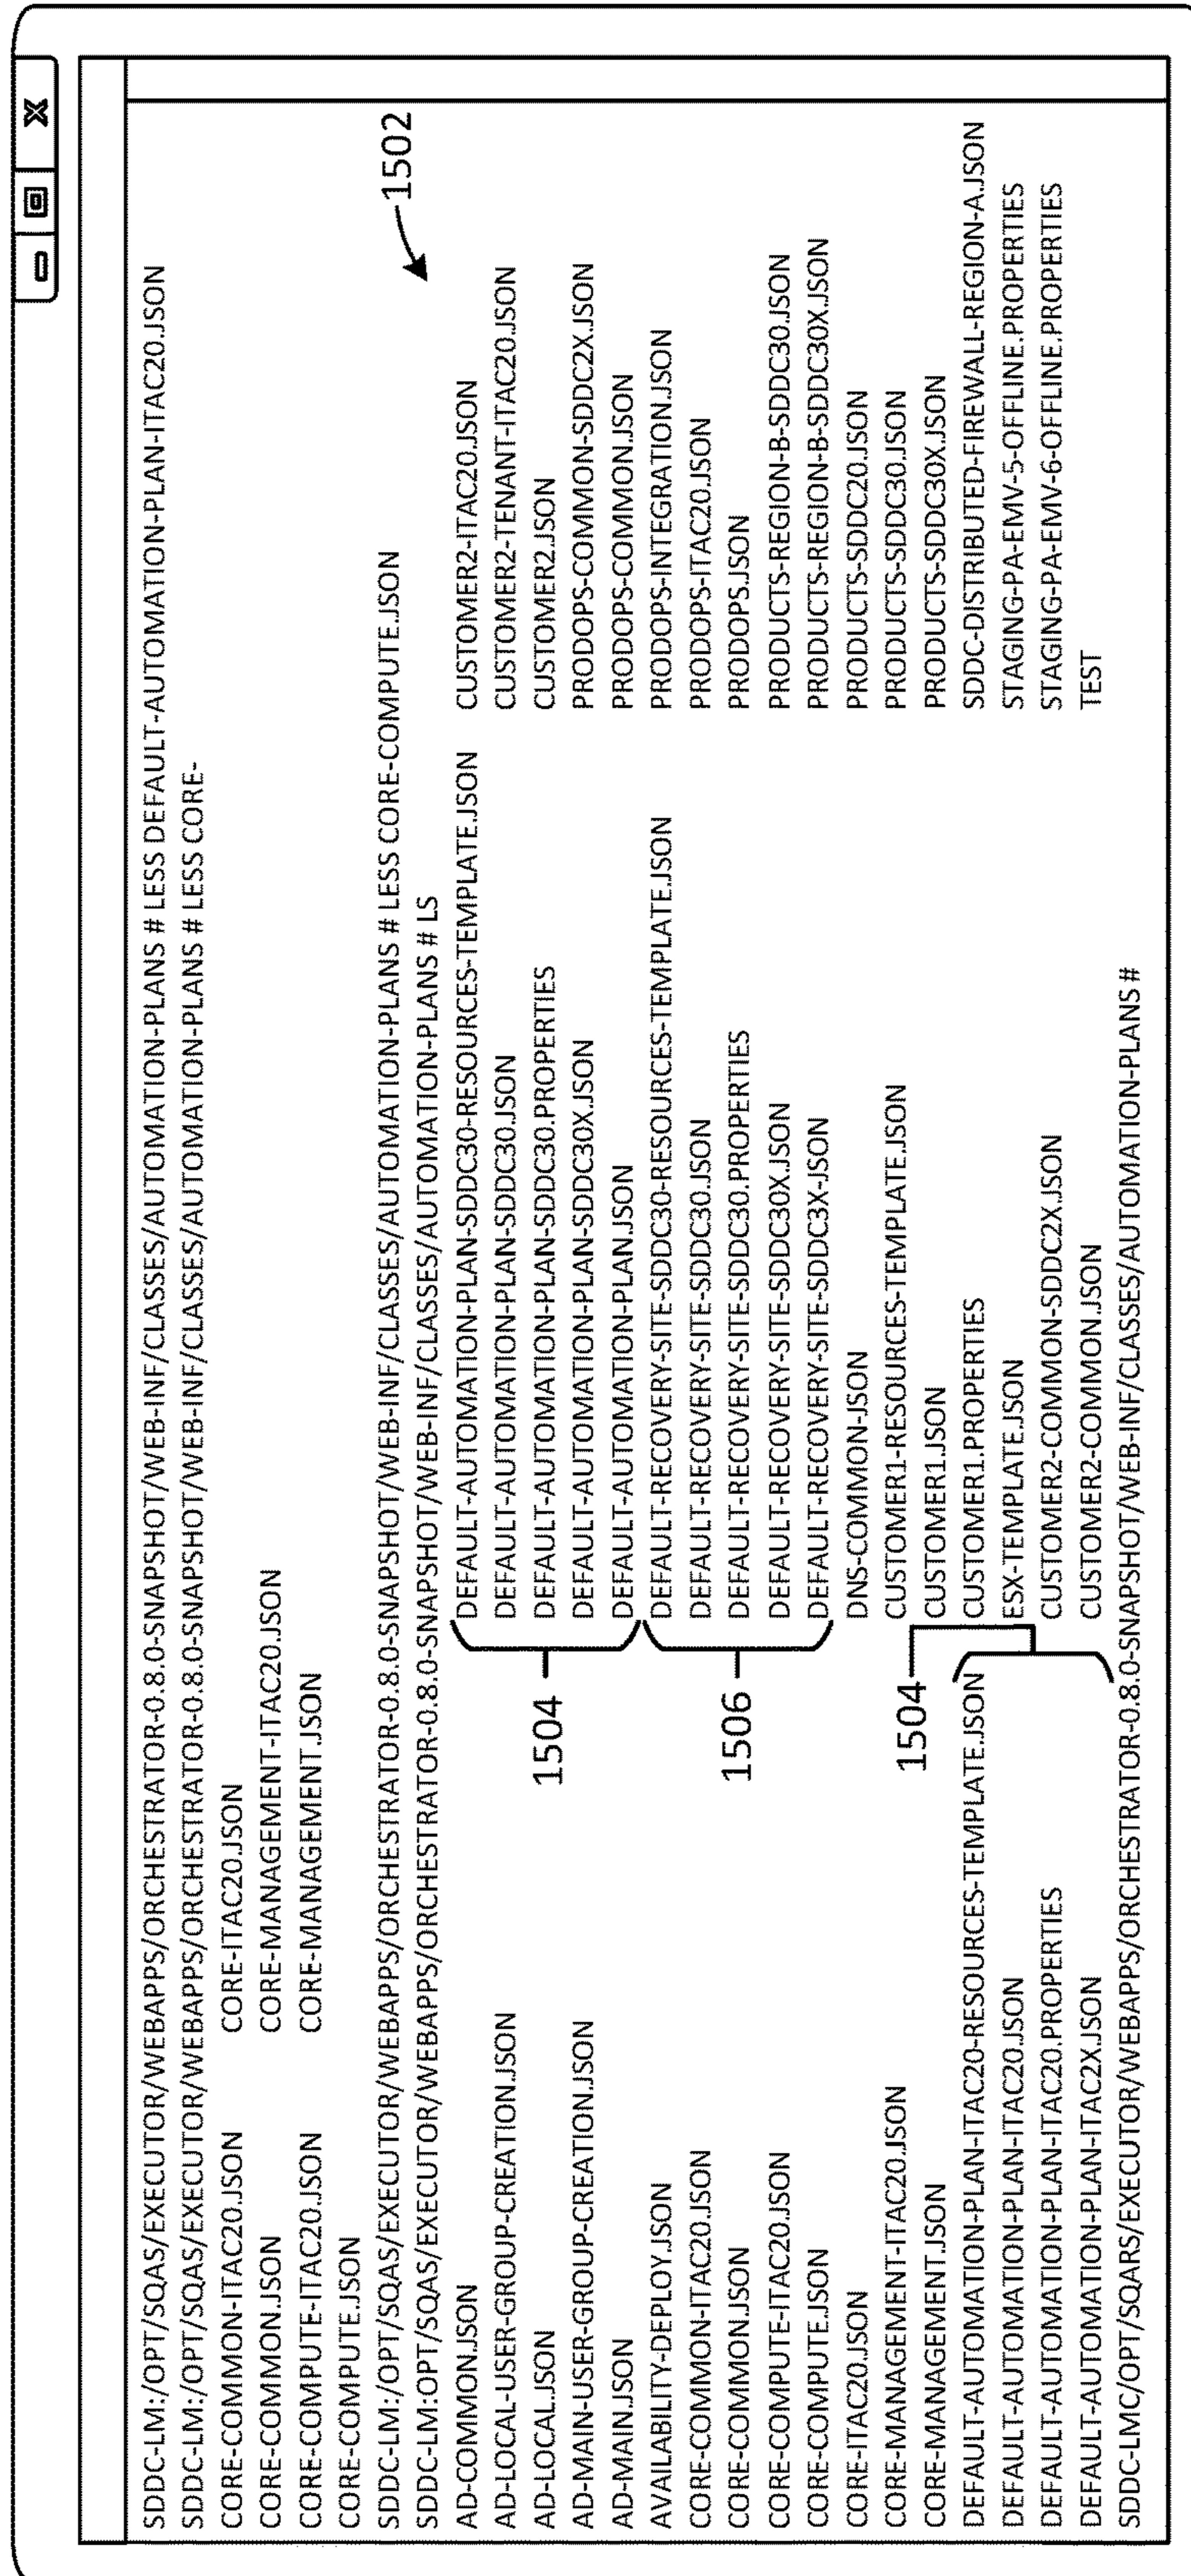 X
SDDC-LM:/OPT/SQAS/EXECUTOR/WEBAPPS/ORCHESTRATOR-0.8.0-SNAPSHOT/WEB-INF/CLASSES/AUTOMATION-PLANS # LESS DEFAULT-AUTOMATION-PLAN-ITAC20.JSON
SDDC-LM:/OPT/SQAS/EXECUTOR/WEBAPPS/ORCHESTRATOR-0.8.0-SNAPSHOT/WEB-INF/CLASSES/AUTOMATION-PLANS # LESS CORE-
CORE-COMMON-ITAC20.JSON CORE-ITAC20.JSON
CORE-COMMON.JSON CORE-MANAGEMENT-ITAC20.JSON
CORE-COMPUTE-ITAC20.JSON CORE-MANAGEMENT.JSON
CORE-COMPUTE.JSON
SDDC-LM:/OPT/SQAS/EXECUTOR/WEBAPPS/ORCHESTRATOR-0.8.0-SNAPSHOT/WEB-INF/CLASSES/AUTOMATION-PLANS # LESS CORE-COMPUTE.JSON
1502
SDDC-LM:OPT/SQAS/EXECUTOR/WEBAPPS/ORCHESTRATOR-0.8.0-SNAPSHOT/WEB-INF/CLASSES/AUTOMATION-PLANS # LS
AD-COMMON.JSON DEFAULT-AUTOMATION-PLAN-SDDC30-RESOURCES-TEMPLATE.JSON CUSTOMER2-ITAC20.JSON
AD-LOCAL-USER-GROUP-CREATION.JSON DEFAULT-AUTOMATION-PLAN-SDDC30.JSON CUSTOMER2-TENANT-ITAC20.JSON
AD-LOCAL.JSON 1504 DEFAULT-AUTOMATION-PLAN-SDDC30.PROPERTIES CUSTOMER2.JSON
AD-MAIN-USER-GROUP-CREATION.JSON DEFAULT-AUTOMATION-PLAN-SDDC30X.JSON PRODOPS-COMMON-SDDC2X.JSON
AD-MAIN.JSON DEFAULT-AUTOMATION-PLAN.JSON PRODOPS-COMMON.JSON
AVAILABILITY-DEPLOY.JSON DEFAULT-RECOVERY-SITE-SDDC30-RESOURCES-TEMPLATE.JSON PRODOPS-INTEGRATION.JSON
CORE-COMMON-ITAC20.JSON DEFAULT-RECOVERY-SITE-SDDC30.JSON PRODOPS-ITAC20.JSON
CORE-COMMON.JSON 1506 DEFAULT-RECOVERY-SITE-SDDC30.PROPERTIES PRODOPS.JSON
CORE-COMPUTE-ITAC20.JSON DEFAULT-RECOVERY-SITE-SDDC30X.JSON PRODUCTS-REGION-B-SDDC30.JSON
CORE-COMPUTE.JSON DEFAULT-RECOVERY-SITE-SDDC3X-JSON PRODUCTS-REGION-B-SDDC30X.JSON
CORE-ITAC20.JSON DNS-COMMON-JSON PRODUCTS-SDDC20.JSON
CORE-MANAGEMENT-ITAC20.JSON 1504 CUSTOMER1-RESOURCES-TEMPLATE.JSON PRODUCTS-SDDC30.JSON
CORE-MANAGEMENT.JSON CUSTOMER1.JSON PRODUCTS-SDDC30X.JSON
DEFAULT-AUTOMATION-PLAN-ITAC20-RESOURCES-TEMPLATE.JSON CUSTOMER1.PROPERTIES SDDC-DISTRIBUTED-FIREWALL-REGION-A.JSON
DEFAULT-AUTOMATION-PLAN-ITAC20.JSON ESX-TEMPLATE.JSON STAGING-PA-EMV-5-OFFLINE.PROPERTIES
DEFAULT-AUTOMATION-PLAN-ITAC20.PROPERTIES CUSTOMER2-COMMON-SDDC2X.JSON STAGING-PA-EMV-6-OFFLINE.PROPERTIES
DEFAULT-AUTOMATION-PLAN-ITAC2X.JSON CUSTOMER2-COMMON.JSON TEST
SDDC-LMC/OPT/SQARS/EXECUTOR/WEBAPPS/ORCHESTRATOR-0.8.0-SNAPSHOT/WEB-INF/CLASSES/AUTOMATION-PLANS #